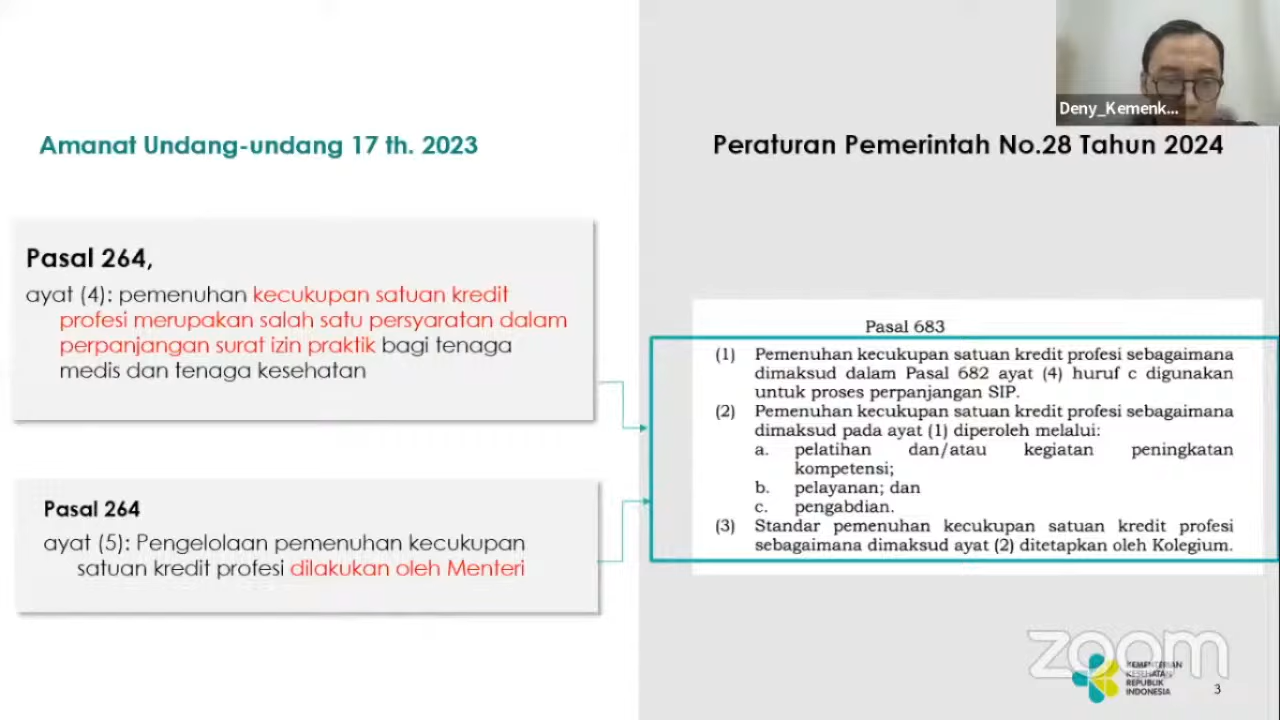 Deny_Kemenk...
Amanat Undang-undang 17 th. 2023
Pasal 264,
ayat (4): pemenuhan kecukupan satuan kredit
profesi merupakan salah satu persyaratan dalam
perpanjangan surat izin praktik bagi tenaga
medis dan tenaga kesehatan
Pasal 264
ayat (5): Pengelolaan pemenuhan kecukupan
satuan kredit profesi dilakukan oleh Menteri
Peraturan Pemerintah No.28 Tahun 2024
Pasal 683
(1) Pemenuhan kecukupan satuan kredit profesi sebagaimana
dimaksud dalam Pasal 682 ayat (4) huruf c digunakan
untuk proses perpanjangan SIP.
(2) Pemenuhan kecukupan satuan kredit profesi sebagaimana
dimaksud pada ayat (1) diperoleh melalui:
a. pelatihan dan/atau kegiatan peningkatan
kompetensi;
b. pelayanan; dan
c. pengabdian.
(3) Standar pemenuhan kecukupan satuan kredit profesi
sebagaimana dimaksud ayat (2) ditetapkan oleh Kolegium.
zoom
KEMENTERIAN
KESEHATAN
REPUBLIK
INDONESIA
3